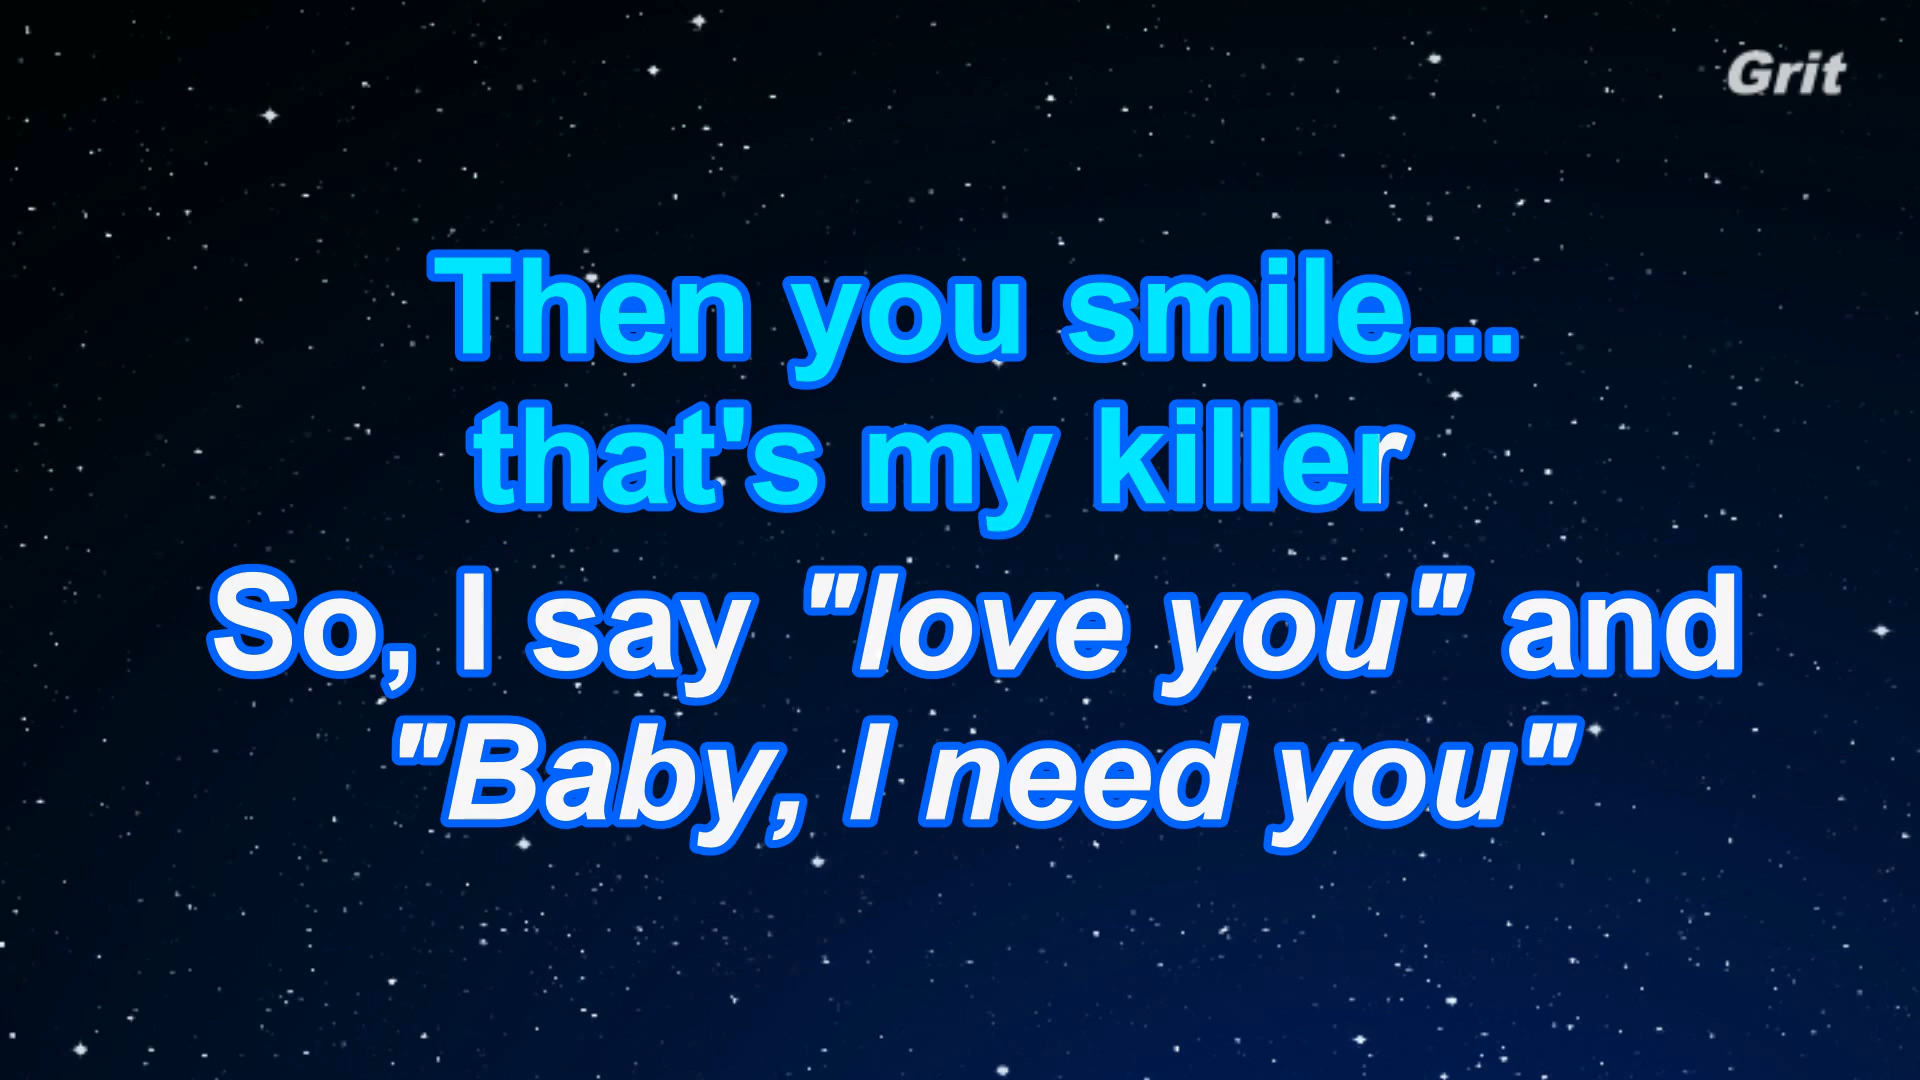 Grit
Then you smile...
that's my killer
So, I say "love you" and
"Baby, I need you"